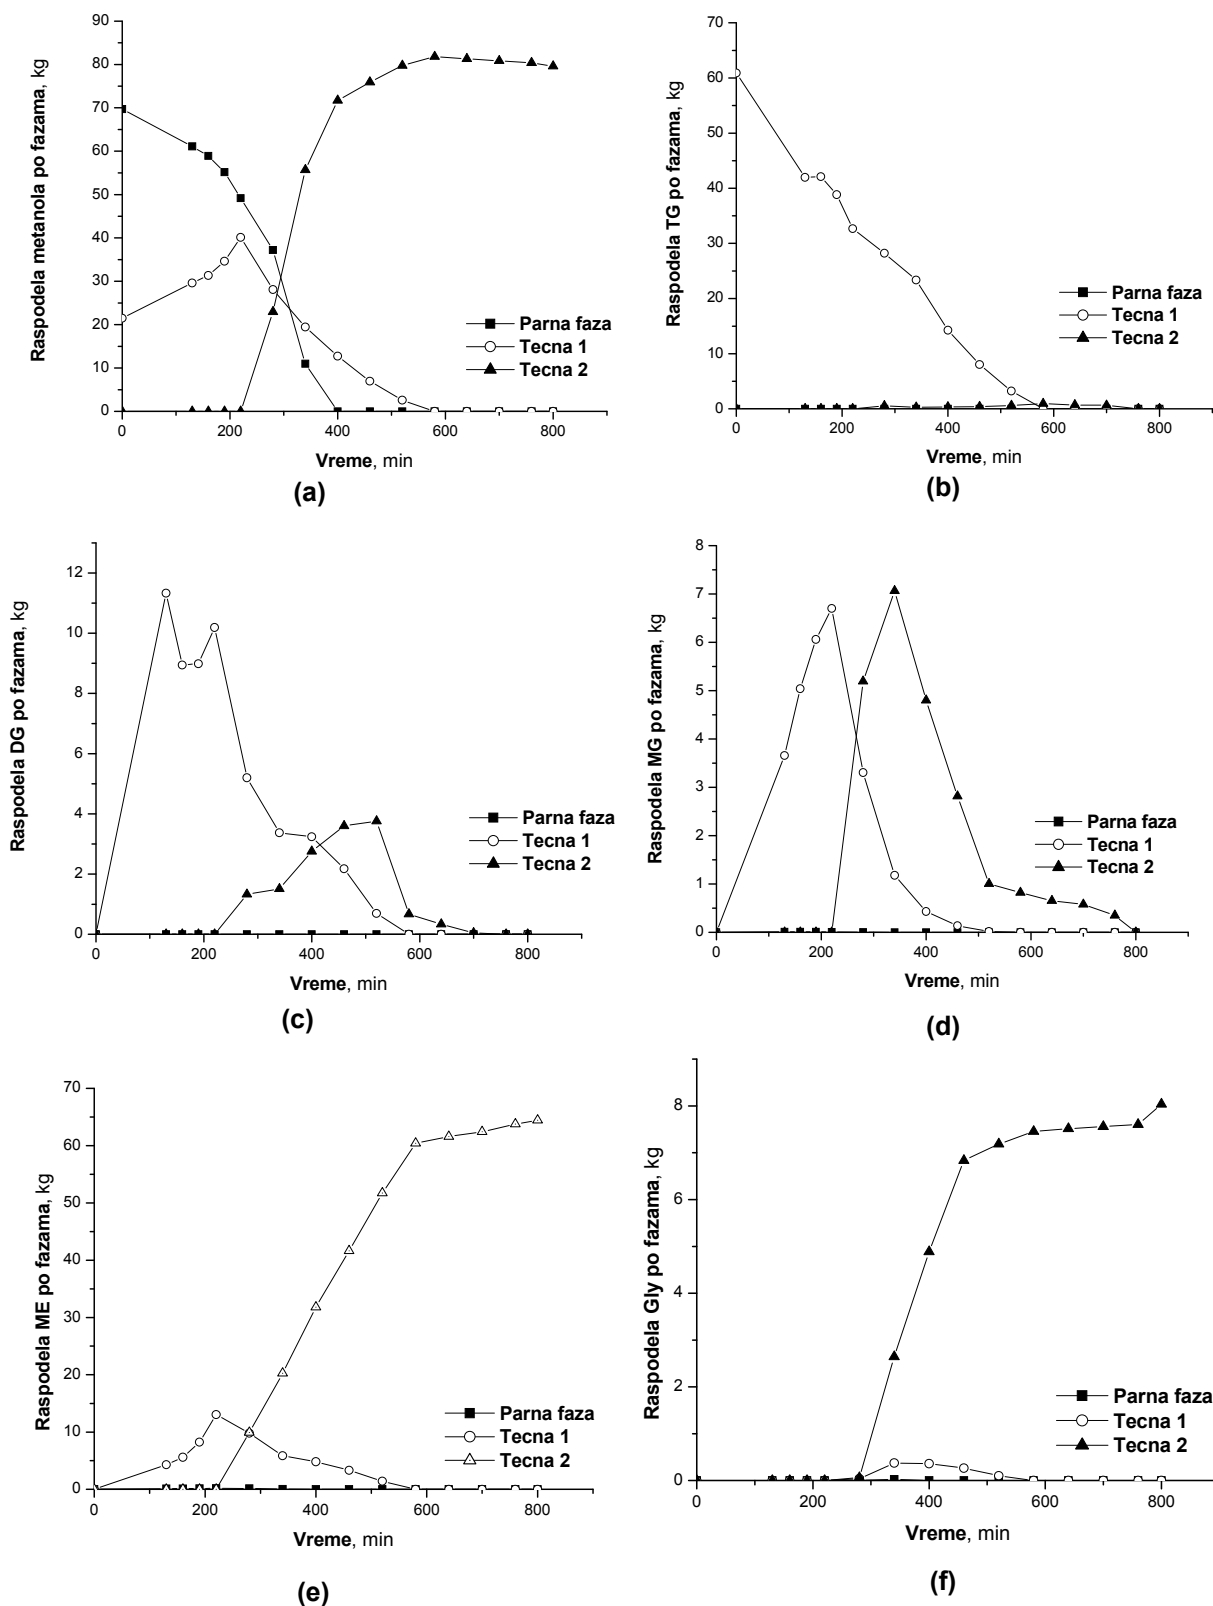 Raspodela metanola po fazama, kg
90
80
70
60
50
40
30
20
10
0
0 200 400 600 800
Vreme, min
Parna faza
Tecna 1
Tecna 2
(a)
Raspodela TG po fazama, kg
70
60
50
40
30
20
10
0
0 200 400 600 800
Vreme, min
Parna faza
Tecna 1
Tecna 2
(b)
Raspodela DG po fazama, kg
12
10
8
6
4
2
0
0 200 400 600 800
Vreme, min
Parna faza
Tecna 1
Tecna 2
(c)
Raspodela MG po fazama, kg
8
7
6
5
4
3
2
1
0
0 200 400 600 800
Vreme, min
Parna faza
Tecna 1
Tecna 2
(d)
Raspodela ME po fazama, kg
70
60
50
40
30
20
10
0
0 200 400 600 800
Vreme, min
Parna faza
Tecna 1
Tecna 2
(e)
Raspodela Gly po fazama, kg
8
6
4
2
0
0 200 400 600 800
Vreme, min
Parna faza
Tecna 1
Tecna 2
(f)